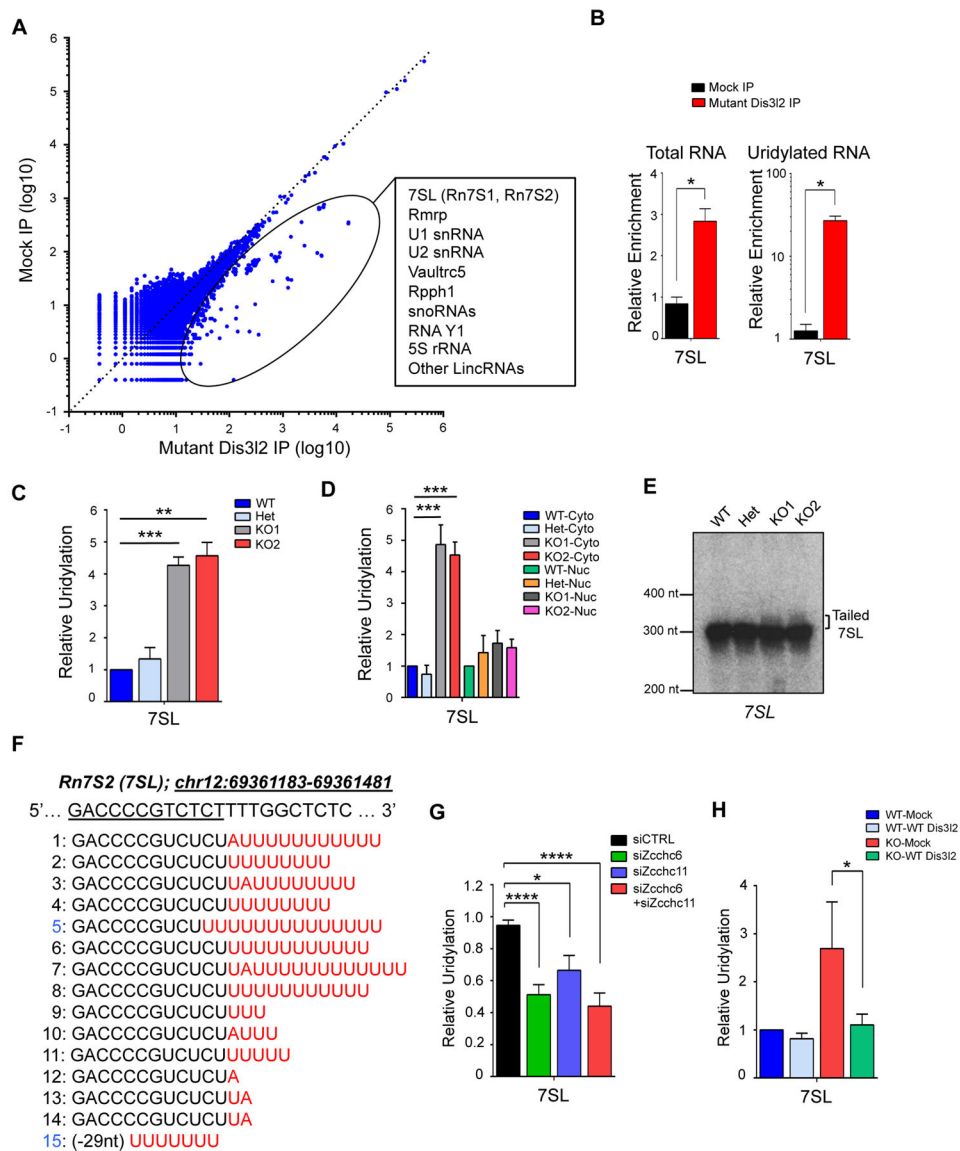 A
Mock IP (log10)
6
5
4
3
2
1
0
-1
-1 0 1 2 3 4 5 6
Mutant Dis3l2 IP (log10)
7SL (Rn7S1, Rn7S2)
Rmrp
U1 snRNA
U2 snRNA
Vaultrc5
Rpph1
snoRNAs
RNA Y1
5S rRNA
Other LincRNAs
B
Mock IP
Mutant Dis3l2 IP
Total RNA
Relative Enrichment
4
3
2
1
0
*
7SL
Uridylated RNA
Relative Enrichment
100
10
1
*
7SL
C
WT
Het
KO1
KO2
Relative Uridylation
6
5
4
2
1
0
**
***
7SL
D
WT-Cyto
Het-Cyto
KO1-Cyto
KO2-Cyto
WT-Nuc
Het-Nuc
KO1-Nuc
KO2-Nuc
Relative Uridylation
6
5
4
2
1
0
***
***
7SL
E
WT Het KO1 KO2
400 nt
300 nt
200 nt
Tailed
7SL
7SL
F
Rn7S2 (7SL); chr12:69361183-69361481
5'… GACCCCGTCTCTTTTGGCTCTC … 3'
1: GACCCCGUCUCUAUUUUUUUUUUUU
2: GACCCCGUCUCUUUUUUUUU
3: GACCCCGUCUCUUAUUUUUUUU
4: GACCCCGUCUCUUUUUUUUU
5: GACCCCGUCUUUUUUUUUUUUUUU
6: GACCCCGUCUCUUUUUUUUUUUU
7: GACCCCGUCUCUUAUUUUUUUUUUUU
8: GACCCCGUCUCUUUUUUUUUUUU
9: GACCCCGUCUCUUUU
10: GACCCCGUCUCUAUUU
11: GACCCCGUCUCUUUUUU
12: GACCCCGUCUCUA
13: GACCCCGUCUCUUA
14: GACCCCGUCUCUUA
15: (-29nt) UUUUUUU
G
siCTRL
siZcchc6
siZcchc11
siZcchc6
+siZcchc11
Relative Uridylation
1.2
0.9
0.8
0.6
0.4
0.2
0
****
*
****
7SL
H
WT-Mock
WT-WT Dis3l2
KO-Mock
KO-WT Dis3l2
Relative Uridylation
4
3
2
1
0
*
7SL